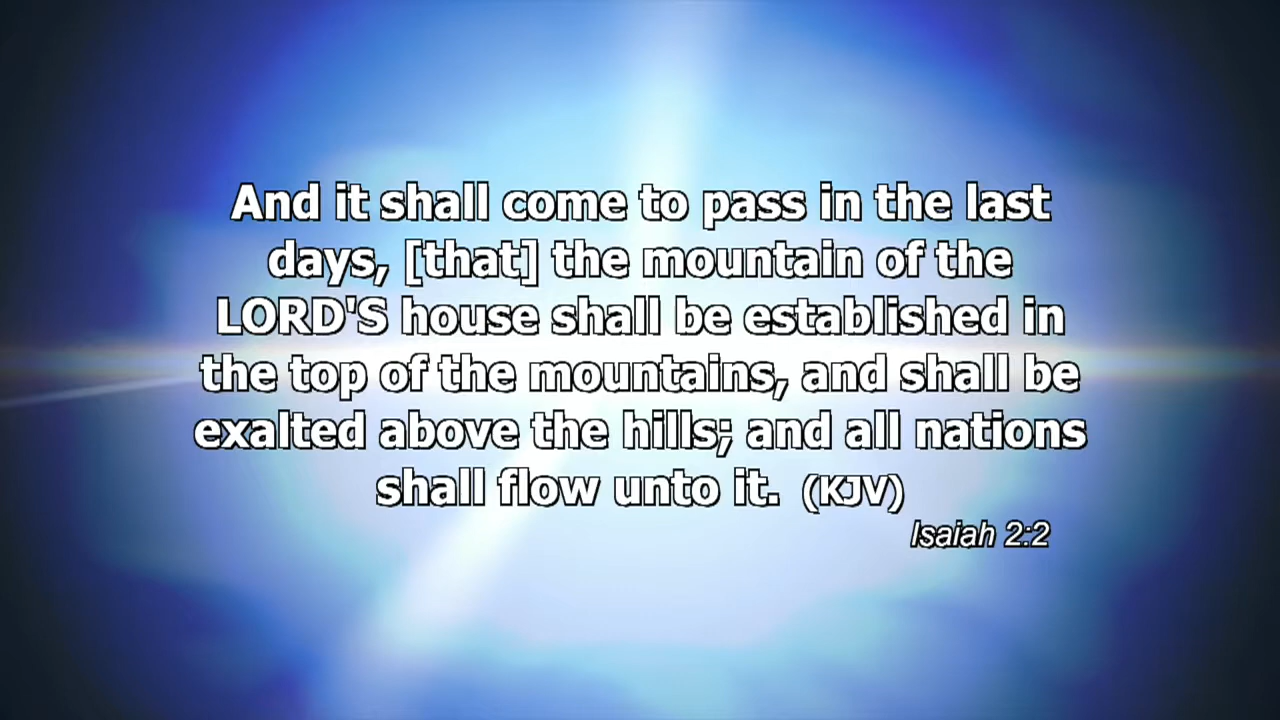 And it shall come to pass in the last
days, [that] the mountain of the
LORD'S house shall be established in
the top of the mountains, and shall be
exalted above the hills; and all nations
shall flow unto it. (KJV)
Isaiah 2:2